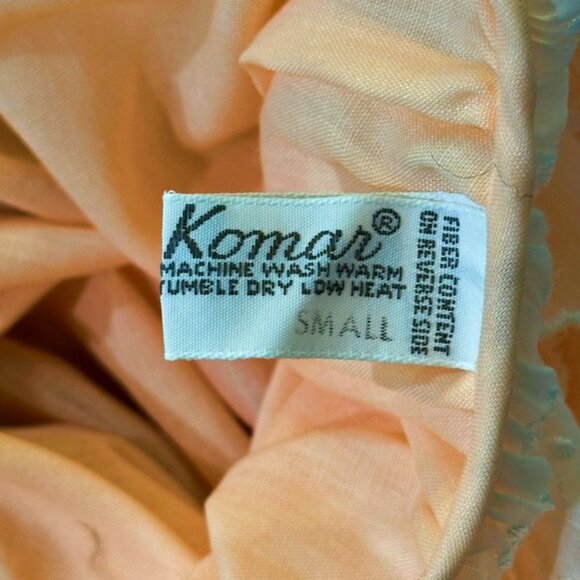 Komar®
MACHINE WASH WARM
TUMBLE DRY LOW HEAT
SMALL
FIBER CONTENT
ON REVERSE SIDE